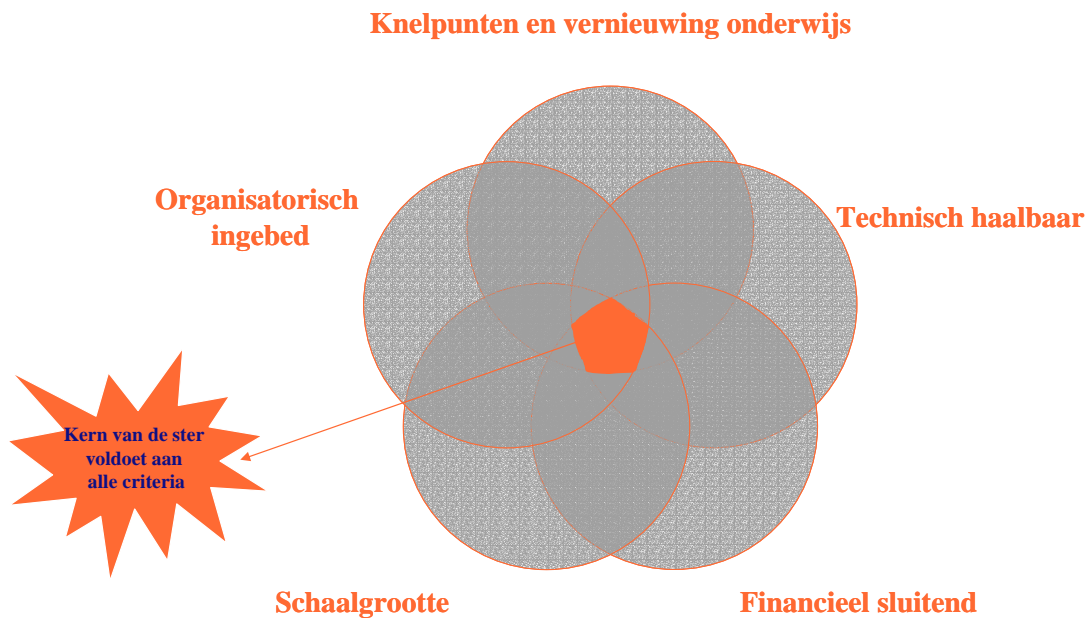 Knelpunten en vernieuwing onderwijs
Organisatorisch
ingebed
Technisch haalbaar
Kern van de ster
voldoet aan
alle criteria
Schaalgrootte
Financieel sluitend